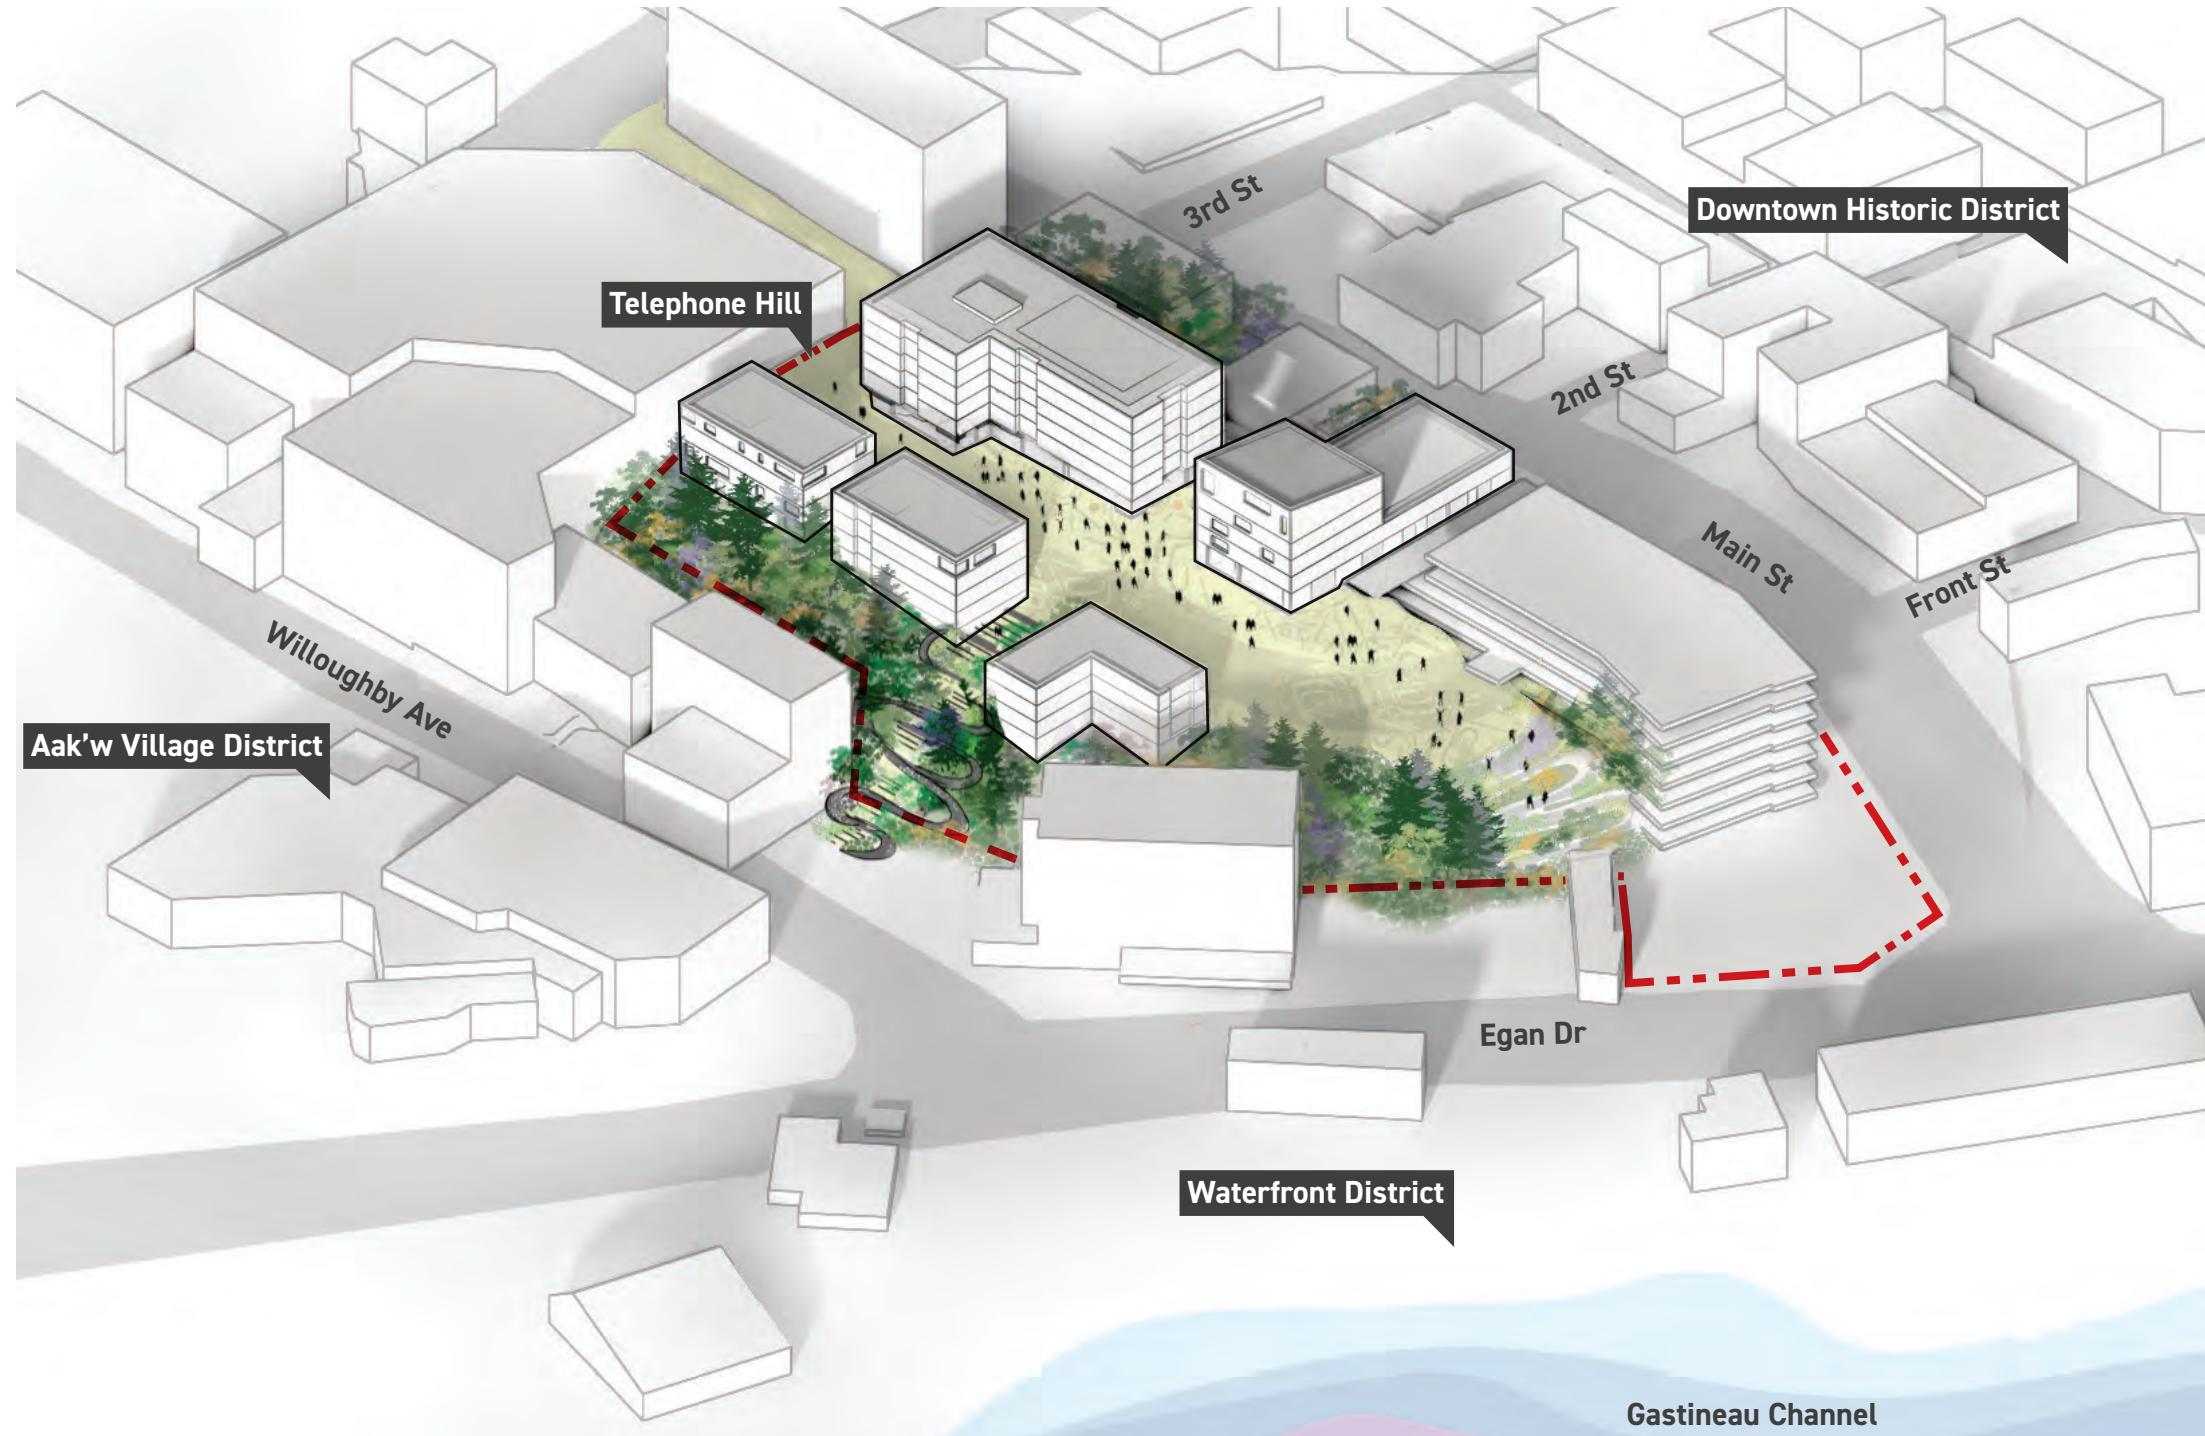 3rd St
Downtown Historic District
Telephone Hill
2nd St
Main St
Front St
Willoughby Ave
Aak'w Village District
Egan Dr
Waterfront District
Gastineau Channel